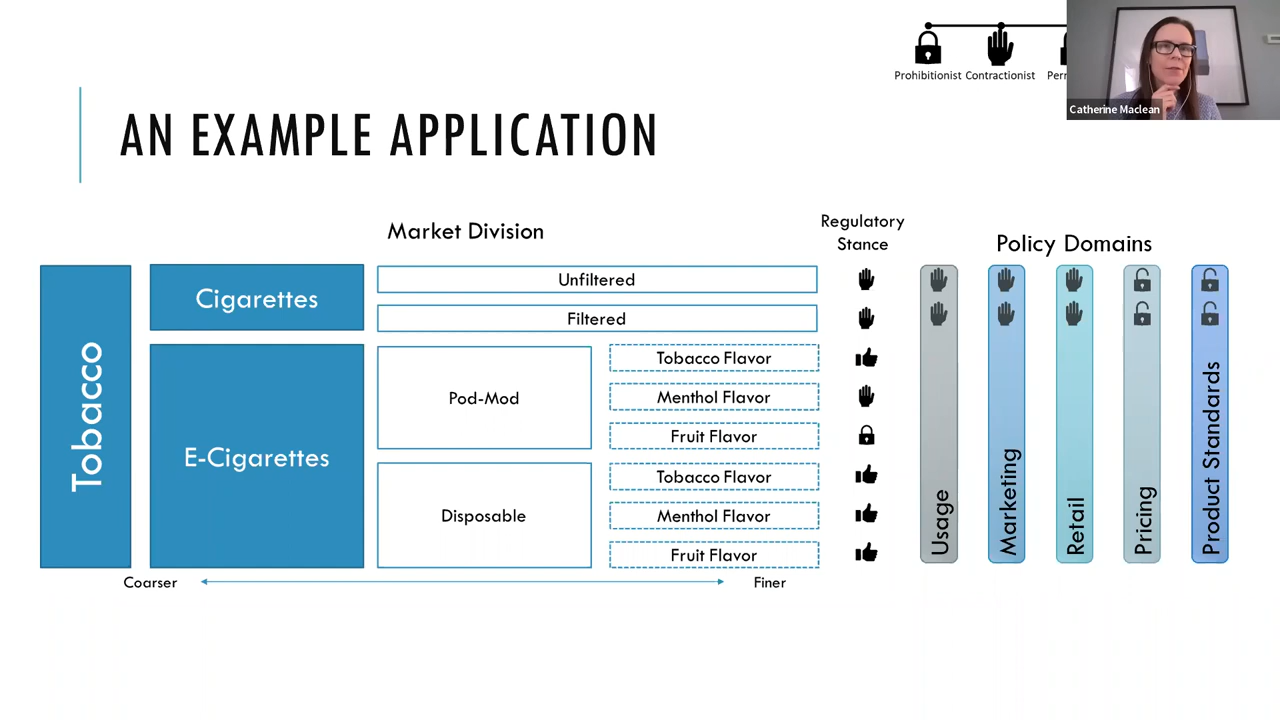 Prohibitionist Contractionist
Catherine Maclean
AN EXAMPLE APPLICATION
Market Division
Regulatory
Stance
Policy Domains
Tobacco
Cigarettes
Unfiltered
Filtered
E-Cigarettes
Pod-Mod
Tobacco Flavor
Menthol Flavor
Fruit Flavor
Disposable
Tobacco Flavor
Menthol Flavor
Fruit Flavor
Usage
Marketing
Retail
Pricing
Product Standards
Coarser
Finer